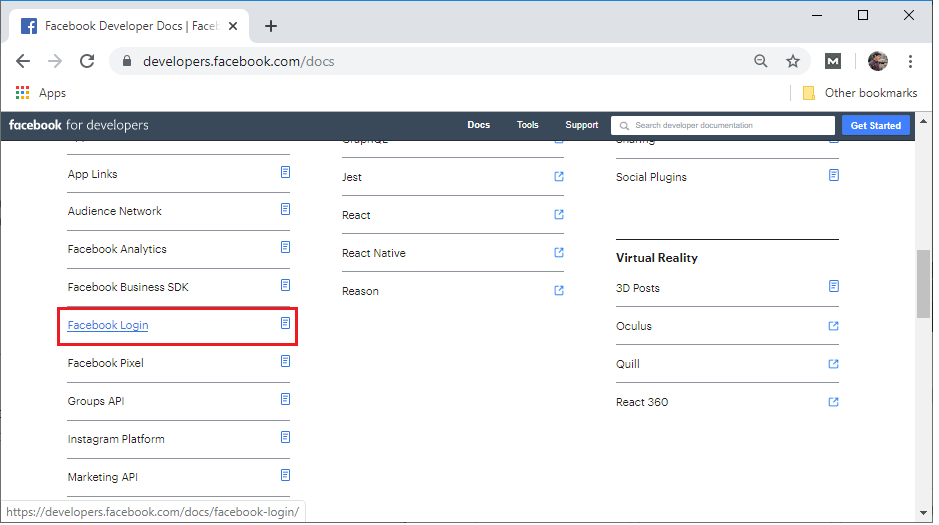 Facebook Developer Docs | Faceb
developers.facebook.com/docs
M
Apps
Other bookmarks
facebook for developers
Docs
Tools
Support
Search developer documentation
Get Started
App Links
Audience Network
Facebook Analytics
Facebook Business SDK
Facebook Login
Facebook Pixel
Groups API
Instagram Platform
Marketing API
GraphQL
Jest
React
React Native
Reason
Sharing
Social Plugins
Virtual Reality
3D Posts
Oculus
Quill
React 360
https://developers.facebook.com/docs/facebook-login/